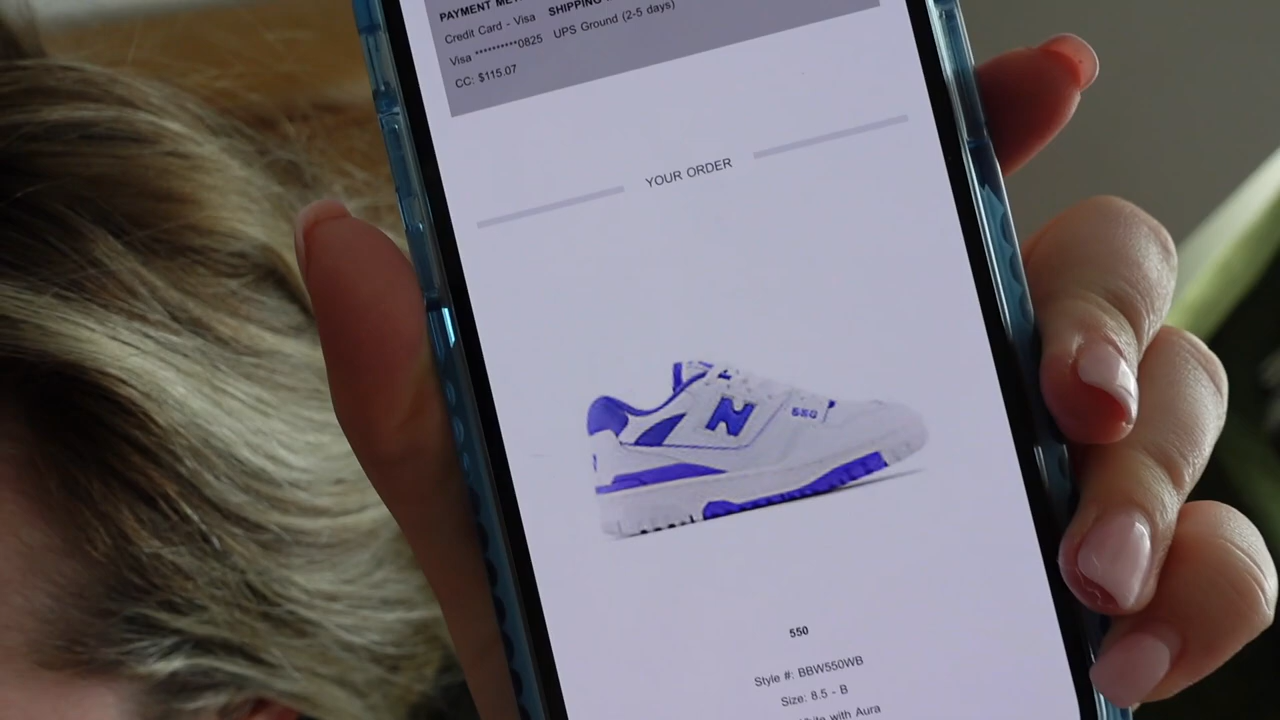 PAYMENT SHIPPING
Credit Card - Visa UPS Ground (2-5 days)
Visa **********0825
CC: $115.07
YOUR ORDER
N
550
550
Style #: BBW550WB
Size: 8.5 - B
White with Aura